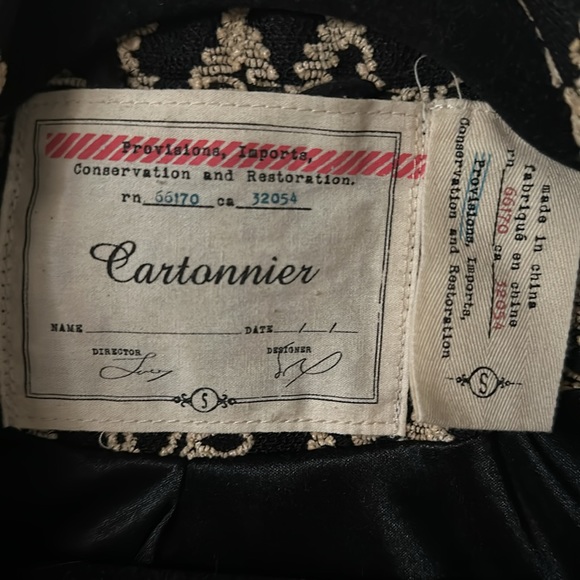 Provisions, Imports,
Conservation and Restoration.
rn 66170 ca 32054
Cartonnier
NAME DATE / /
DIRECTOR DESIGNER
S
made in china
fabriqué en chine
rn 66170 ca 32054
Provisions, Imports,
Conservation and Restoration
S